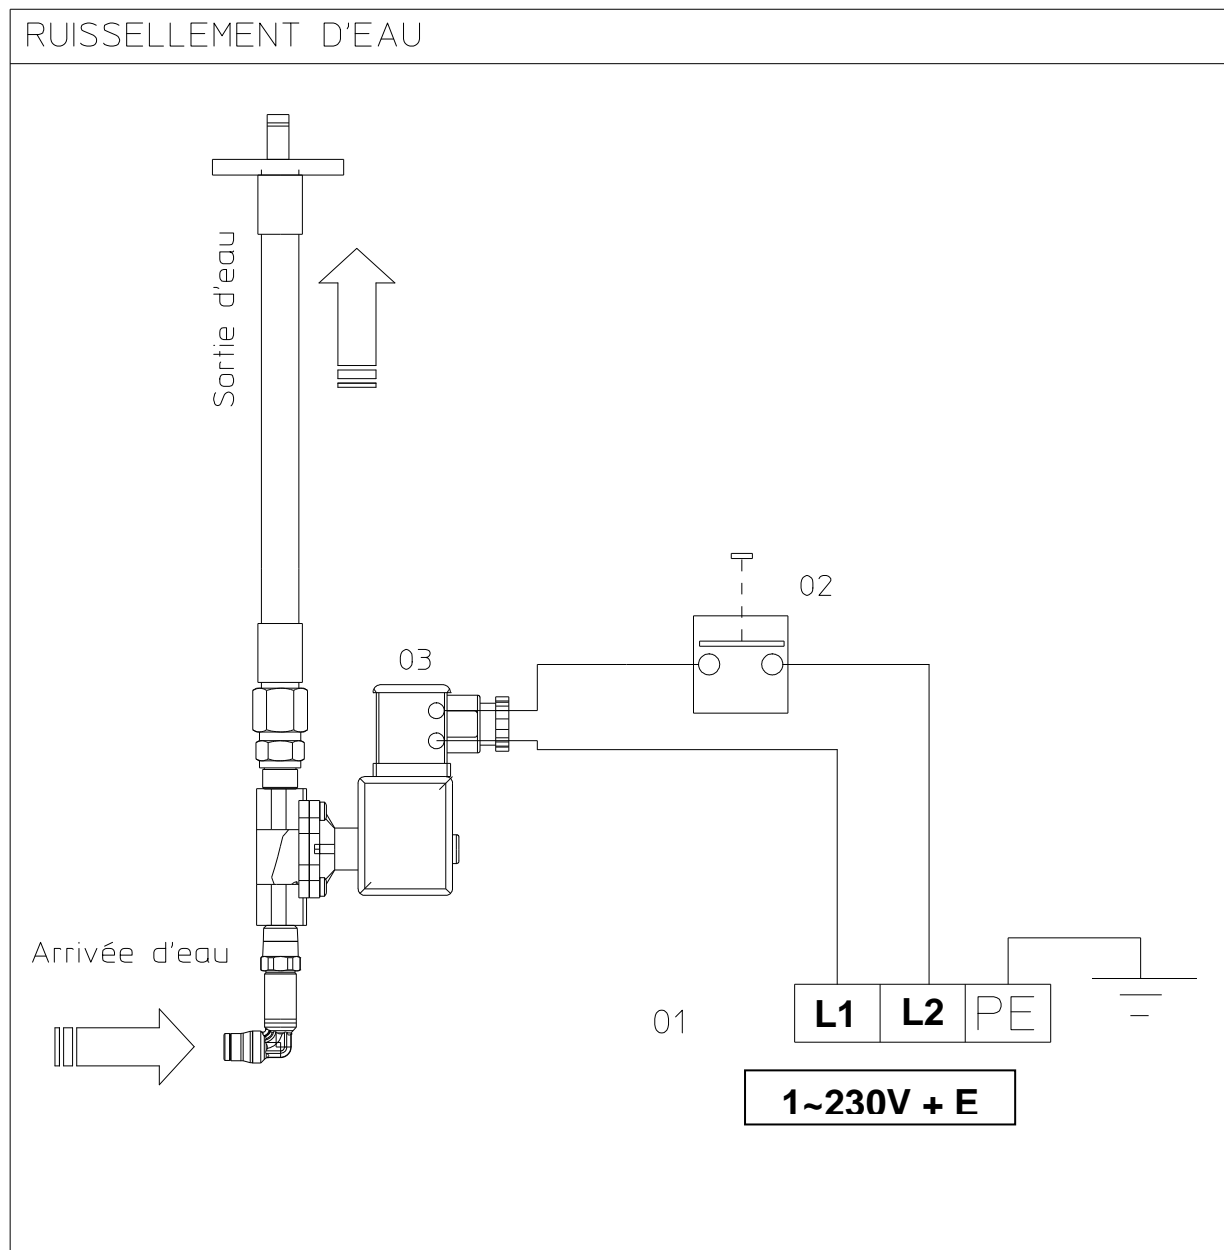 RUISSELLEMENT D'EAU
Sortie d'eau
02
03
Arrivée d'eau
01
L1 L2 PE
1~230V + E